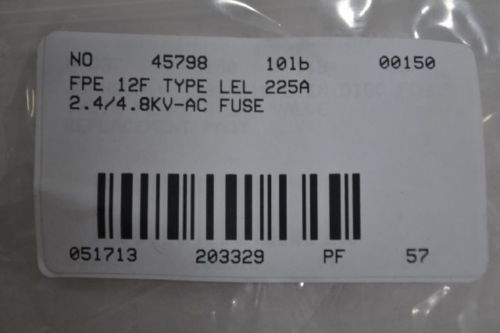 NO 45798 101b 00150
FPE 12F TYPE LEL 225A
2.4/4.8KV-AC FUSE
051713 203329 PF 57